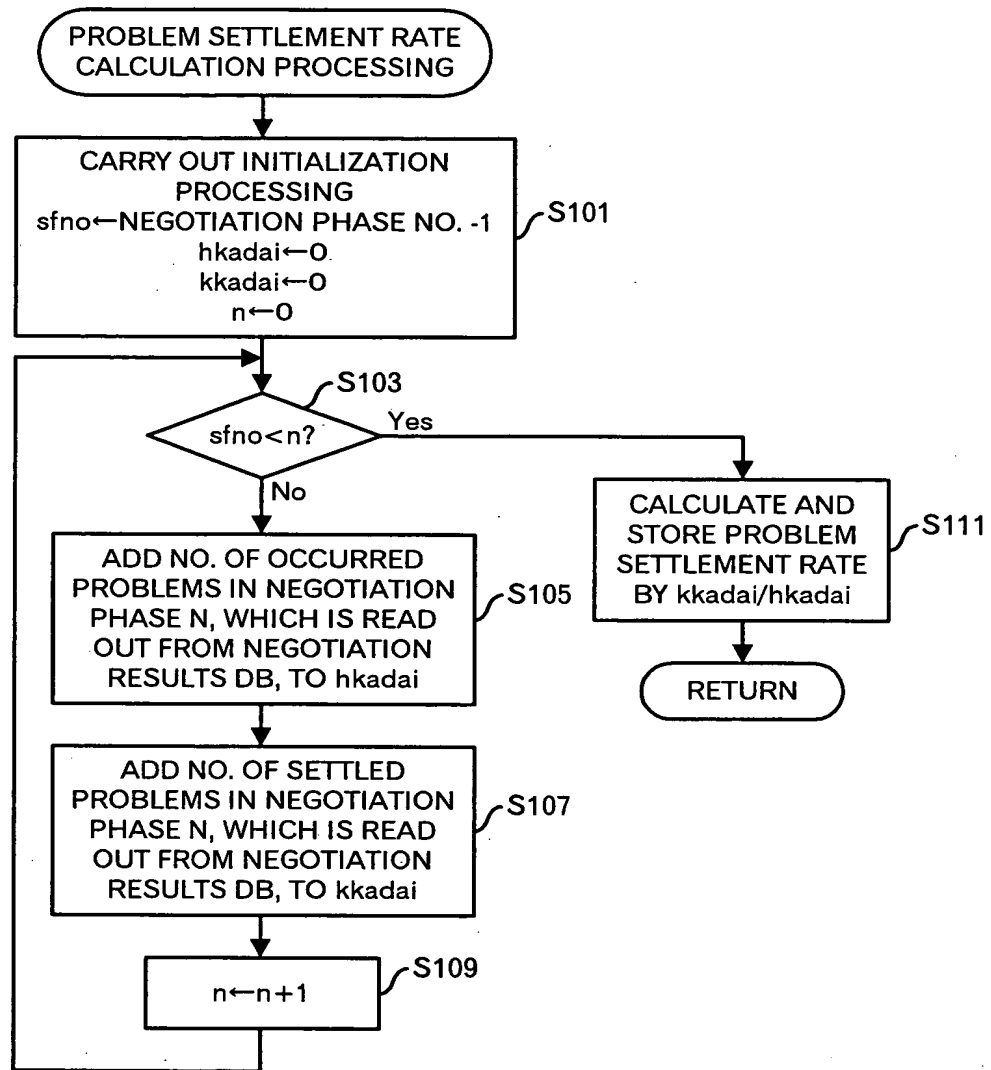 PROBLEM SETTLEMENT RATE
CALCULATION PROCESSING
CARRY OUT INITIALIZATION
PROCESSING
sfno←NEGOTIATION PHASE NO. -1
hkadai←0
kkadai←0
n←0
S101
S103
sfno<n?
Yes
No
ADD NO. OF OCCURRED
PROBLEMS IN NEGOTIATION
PHASE N, WHICH IS READ
OUT FROM NEGOTIATION
RESULTS DB, TO hkadai
S105
CALCULATE AND
STORE PROBLEM
SETTLEMENT RATE
BY kkadai/hkadai
S111
RETURN
ADD NO. OF SETTLED
PROBLEMS IN NEGOTIATION
PHASE N, WHICH IS READ
OUT FROM NEGOTIATION
RESULTS DB, TO kkadai
S107
n←n+1
S109